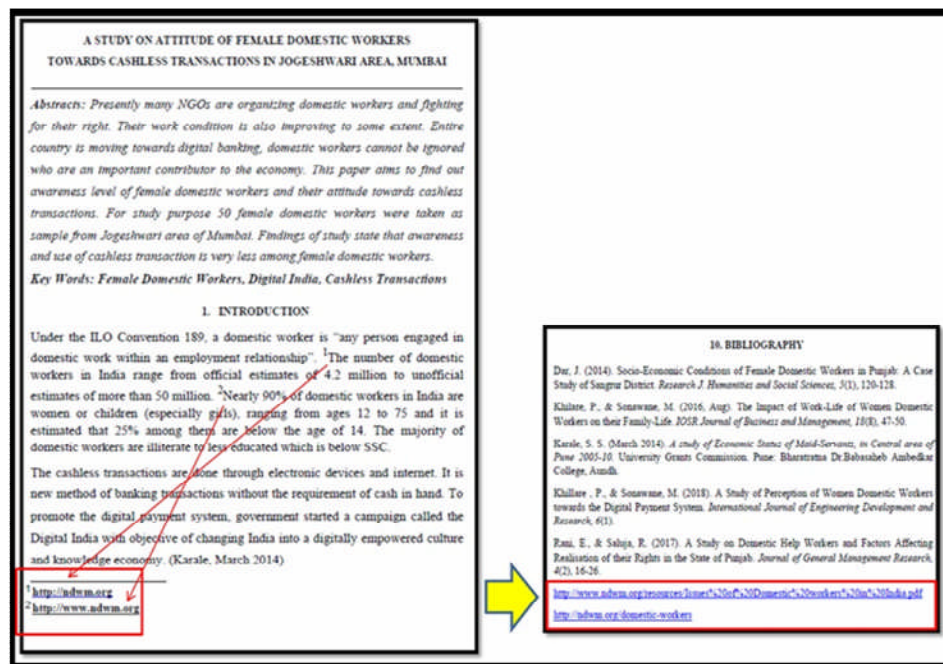 A STUDY ON ATTITUDE OF FEMALE DOMESTIC WORKERS
TOWARDS CASHLESS TRANSACTIONS IN JOGESHWARI AREA, MUMBAI
Abstracts: Presently many NGOs are organizing domestic workers and fighting
for their right. Their work condition is also improving to some extent. Entire
country is moving towards digital banking, domestic workers cannot be ignored
who are an important contributor to the economy. This paper aims to find out
awareness level of female domestic workers and their attitude towards cashless
transactions. For study purpose 50 female domestic workers were taken as
sample from Jogeshwari area of Mumbai. Findings of study state that awareness
and use of cashless transaction is very less among female domestic workers.
Key Words: Female Domestic Workers, Digital India, Cashless Transactions
1. INTRODUCTION
Under the ILO Convention 189, a domestic worker is "any person engaged in
domestic work within an employment relationship". 1The number of domestic
workers in India range from official estimates of 4.2 million to unofficial
estimates of more than 50 million. 2Nearly 90% of domestic workers in India are
women or children (especially girls), ranging from ages 12 to 75 and it is
estimated that 25% among them are below the age of 14. The majority of
domestic workers are illiterate to less educated which is below SSC.
The cashless transactions are done through electronic devices and internet. It is
new method of banking transactions without the requirement of cash in hand. To
promote the digital payment system, government started a campaign called the
Digital India with objective of changing India into a digitally empowered culture
and knowledge economy. (Karale, March 2014)
1 http://ndwm.org
2 http://www.ndwm.org
10. BIBLIOGRAPHY
Dar, J. (2014). Socio-Economic Conditions of Female Domestic Workers in Punjab: A Case
Study of Sangrur District. Research J. Humanities and Social Sciences, 5(1), 120-128.
Khilare, P., & Sonawane, M. (2016, Aug). The Impact of Work-Life of Women Domestic
Workers on their Family-Life. IOSR Journal of Business and Management, 18(8), 47-50.
Karale, S. S. (March 2014). A study of Economic Status of Maid-Servants, in Central area of
Pune 2005-10. University Grants Commission. Pune: Bharatratna Dr.Babasaheb Ambedkar
College, Aundh.
Khillare , P., & Sonawane, M. (2018). A Study of Perception of Women Domestic Workers
towards the Digital Payment System. International Journal of Engineering Development and
Research, 6(1).
Rani, E., & Saluja, R. (2017). A Study on Domestic Help Workers and Factors Affecting
Realisation of their Rights in the State of Punjab. Journal of General Management Research,
4(2), 16-26.
http://www.ndwm.org/resources/Issues%20of%20Domestic%20workers%20in%20India.pdf
http://ndwm.org/domestic-workers